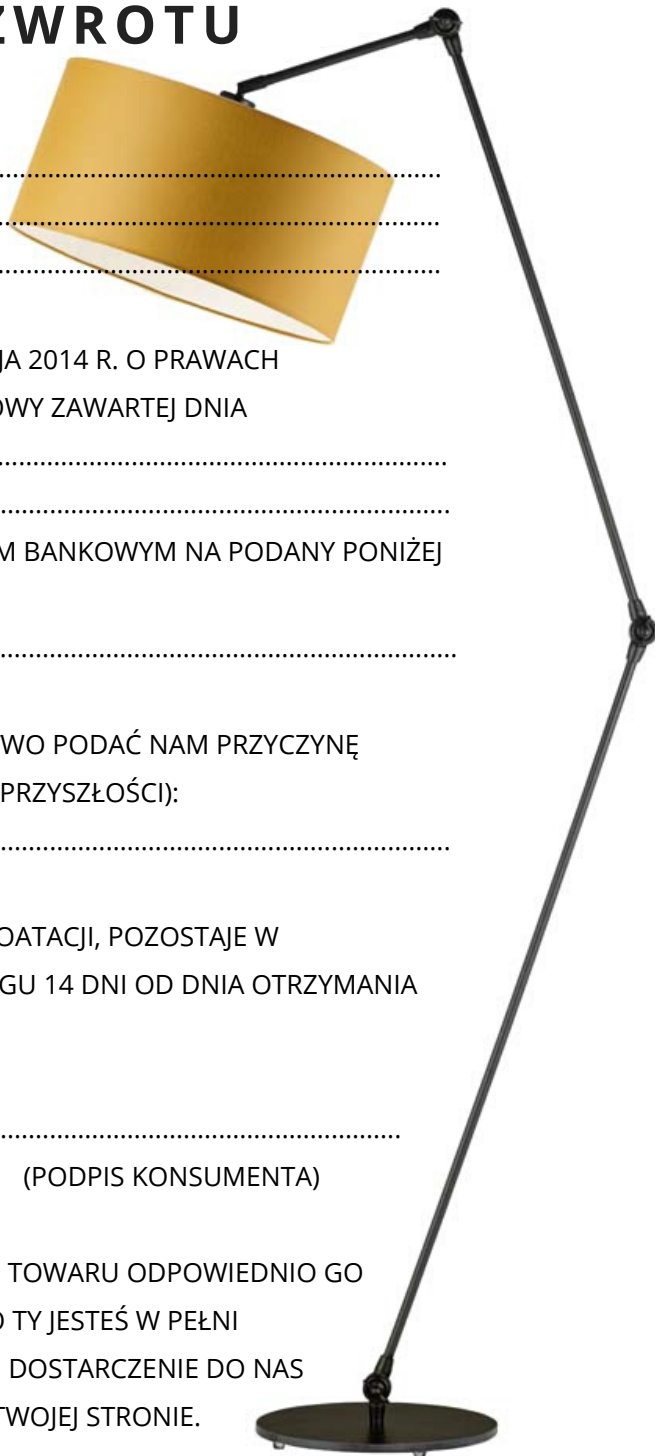 ZWROTU
JA 2014 R. O PRAWACH
OWY ZAWARTEJ DNIA
M BANKOWYM NA PODANY PONIŻEJ
WO PODAĆ NAM PRZYCZYNĘ
PRZYSZŁOŚCI):
OATACJI, POZOSTAJE W
GU 14 DNI OD DNIA OTRZYMANIA
(PODPIS KONSUMENTA)
TOWARU ODPOWIEDNIO GO
O TY JESTEŚ W PEŁNI
DOSTARCZENIE DO NAS
TWOJEJ STRONIE.